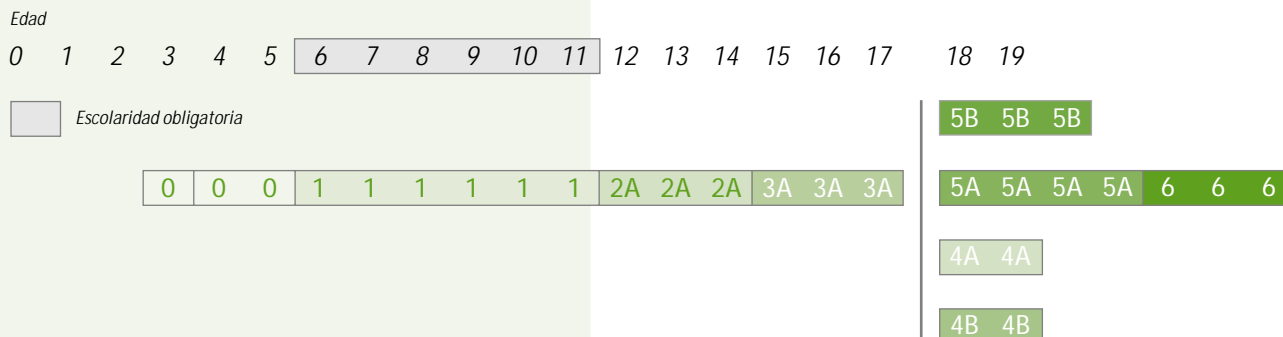 Edad
0 1 2 3 4 5 6 7 8 9 10 11 12 13 14 15 16 17 18 19
Escolaridad obligatoria
5B 5B 5B
0 0 0 1 1 1 1 1 1 2A 2A 2A 3A 3A 3A 5A 5A 5A 5A 6 6 6
4A 4A
4B 4B